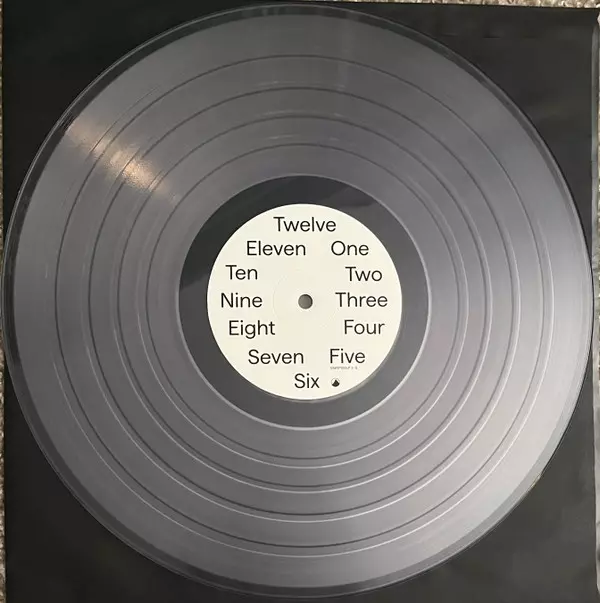 Twelve
Eleven One
Ten Two
Nine Three
Eight Four
Seven Five
Six